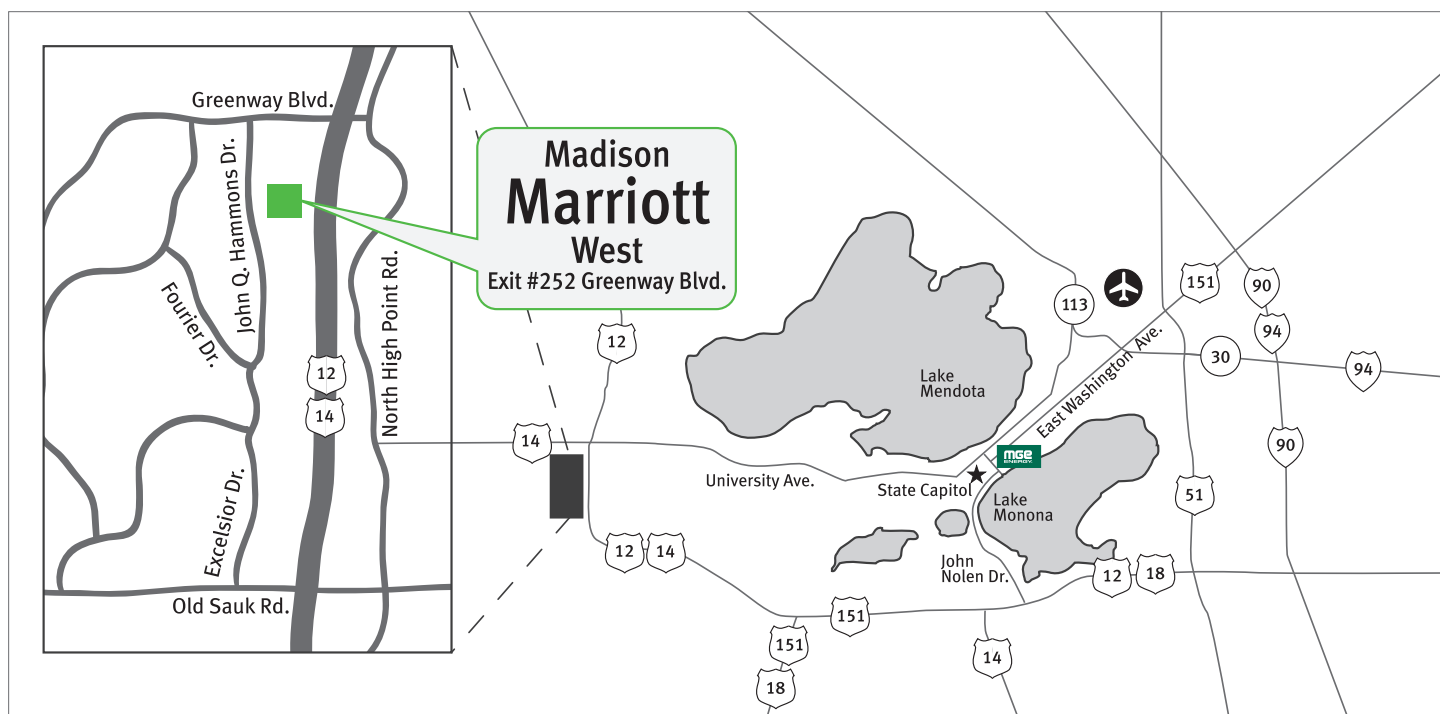 Greenway Blvd.
John Q. Hammons Dr.
Fourier Dr.
North High Point Rd.
12
14
Excelsior Dr.
Old Sauk Rd.
Madison
Marriott
West
Exit #252 Greenway Blvd.
12
14
University Ave.
12
14
151
151
18
Lake
Mendota
113
151
90
94
30
94
East Washington Ave.
mge
ENERGY
State Capitol
Lake
Monona
90
51
John
Nolen Dr.
12
18
14